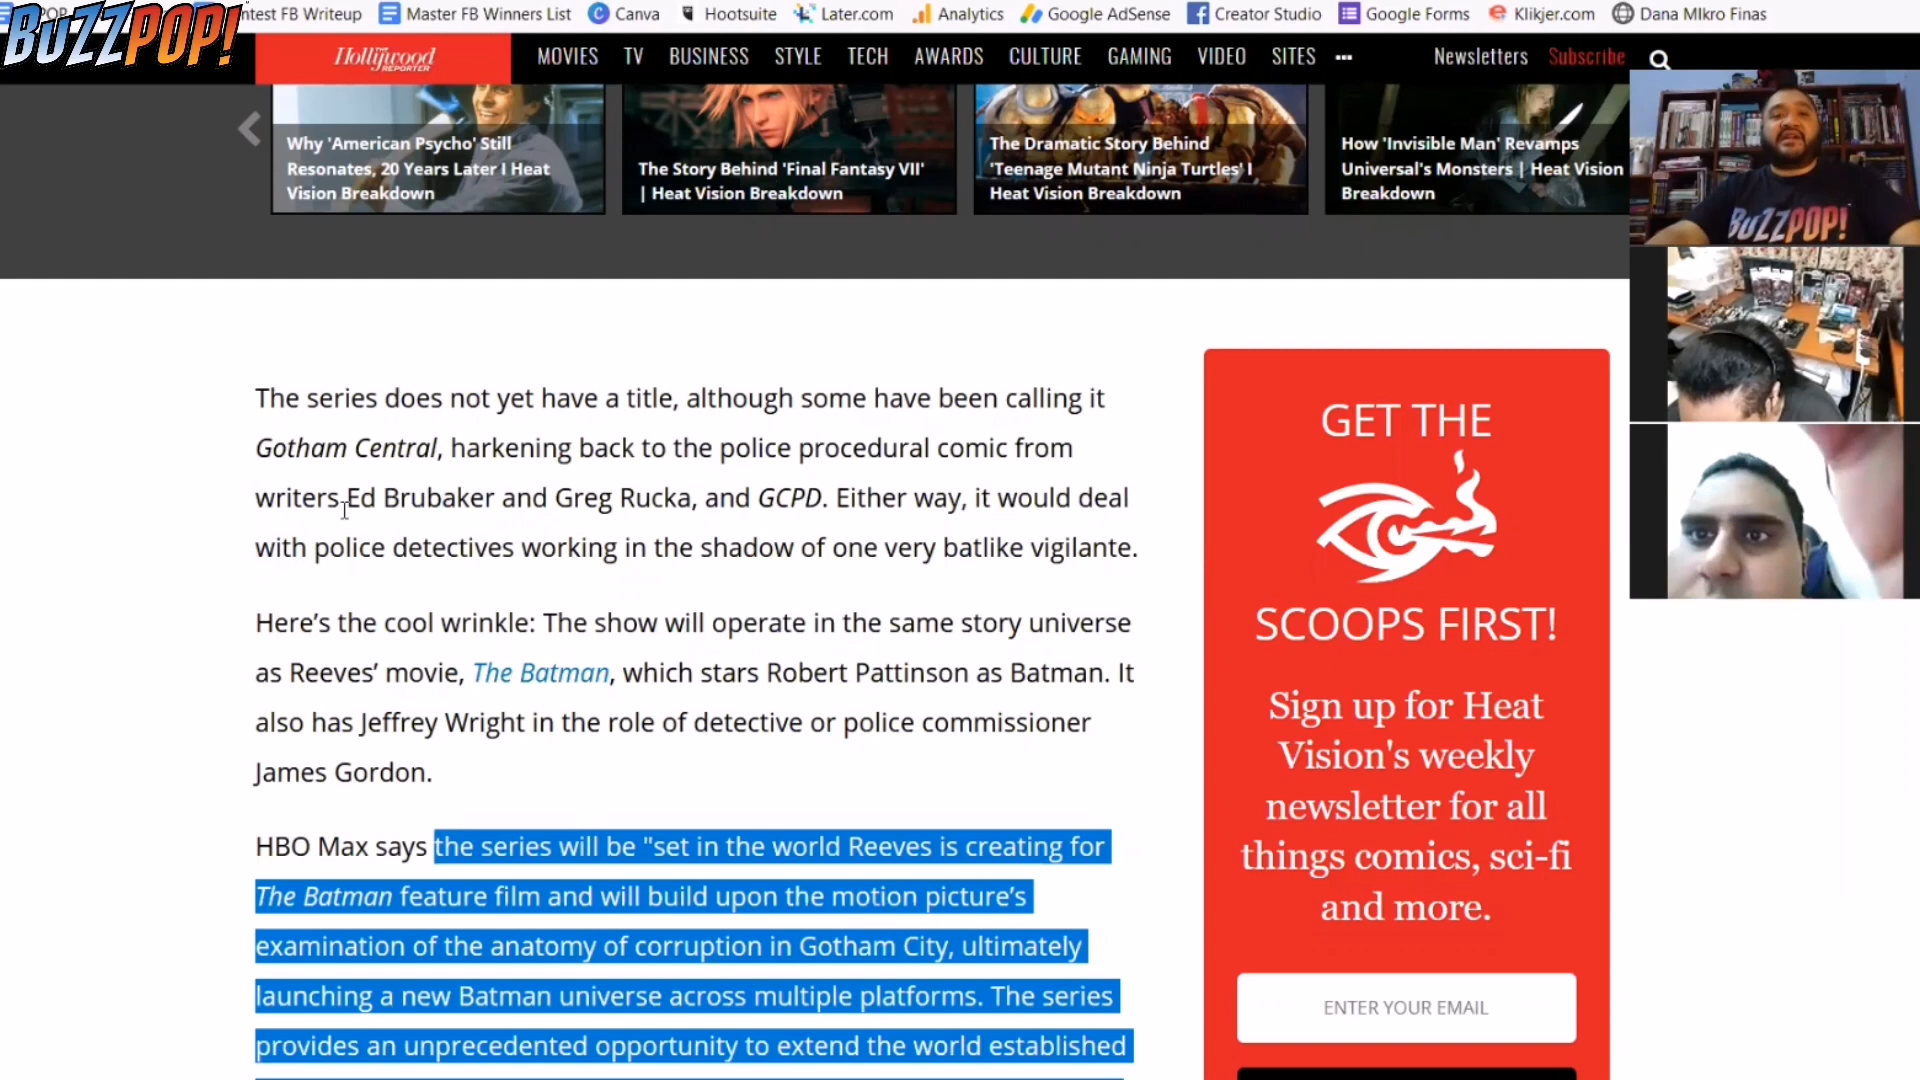 BUZZPOP!
ntest FB Writeup
Master FB Winners List
Canva
Hootsuite
Later.com
Analytics
Google AdSense
Creator Studio
Google Forms
Klikjer.com
Dana MIkro Finas
The Hollywood REPORTER
MOVIES TV BUSINESS STYLE TECH AWARDS CULTURE GAMING VIDEO SITES ••• Newsletters Subscribe
Why 'American Psycho' Still
Resonates, 20 Years Later I Heat
Vision Breakdown
The Story Behind 'Final Fantasy VII'
| Heat Vision Breakdown
The Dramatic Story Behind
'Teenage Mutant Ninja Turtles' I
Heat Vision Breakdown
How 'Invisible Man' Revamps
Universal's Monsters | Heat Vision
Breakdown
BUZZPOP!
The series does not yet have a title, although some have been calling it
Gotham Central, harkening back to the police procedural comic from
writers Ed Brubaker and Greg Rucka, and GCPD. Either way, it would deal
with police detectives working in the shadow of one very batlike vigilante.
Here’s the cool wrinkle: The show will operate in the same story universe
as Reeves’ movie, The Batman, which stars Robert Pattinson as Batman. It
also has Jeffrey Wright in the role of detective or police commissioner
James Gordon.
HBO Max says the series will be "set in the world Reeves is creating for
The Batman feature film and will build upon the motion picture’s
examination of the anatomy of corruption in Gotham City, ultimately
launching a new Batman universe across multiple platforms. The series
provides an unprecedented opportunity to extend the world established
GET THE
SCOOPS FIRST!
Sign up for Heat
Vision's weekly
newsletter for all
things comics, sci-fi
and more.
ENTER YOUR EMAIL